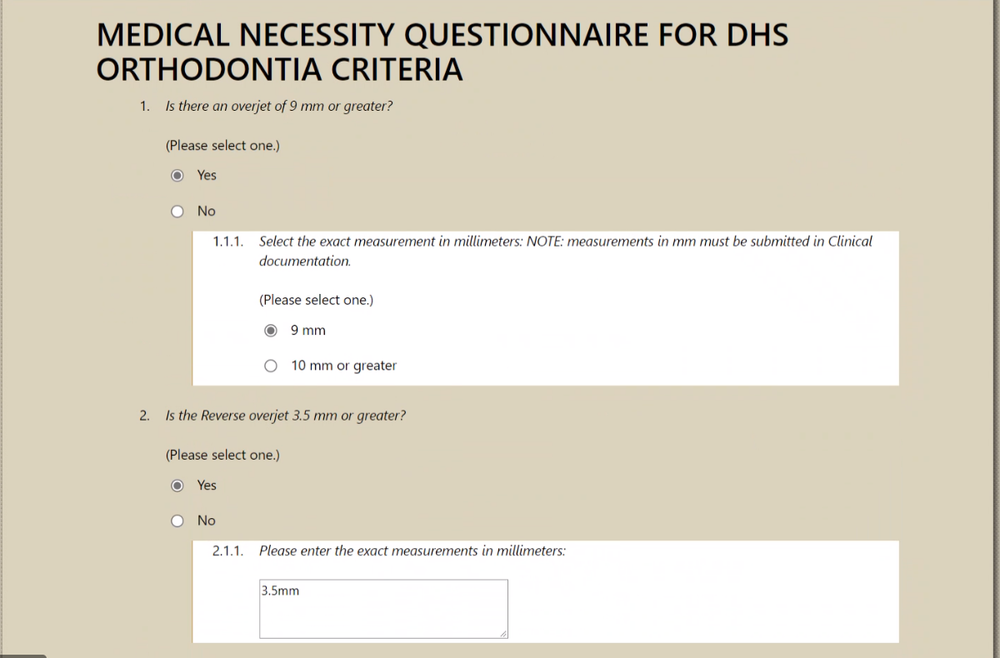 MEDICAL NECESSITY QUESTIONNAIRE FOR DHS
ORTHODONTIA CRITERIA
1. Is there an overjet of 9 mm or greater?
(Please select one.)
Yes
No
1.1.1. Select the exact measurement in millimeters: NOTE: measurements in mm must be submitted in Clinical
documentation.
(Please select one.)
9 mm
10 mm or greater
2. Is the Reverse overjet 3.5 mm or greater?
(Please select one.)
Yes
No
2.1.1. Please enter the exact measurements in millimeters:
3.5mm